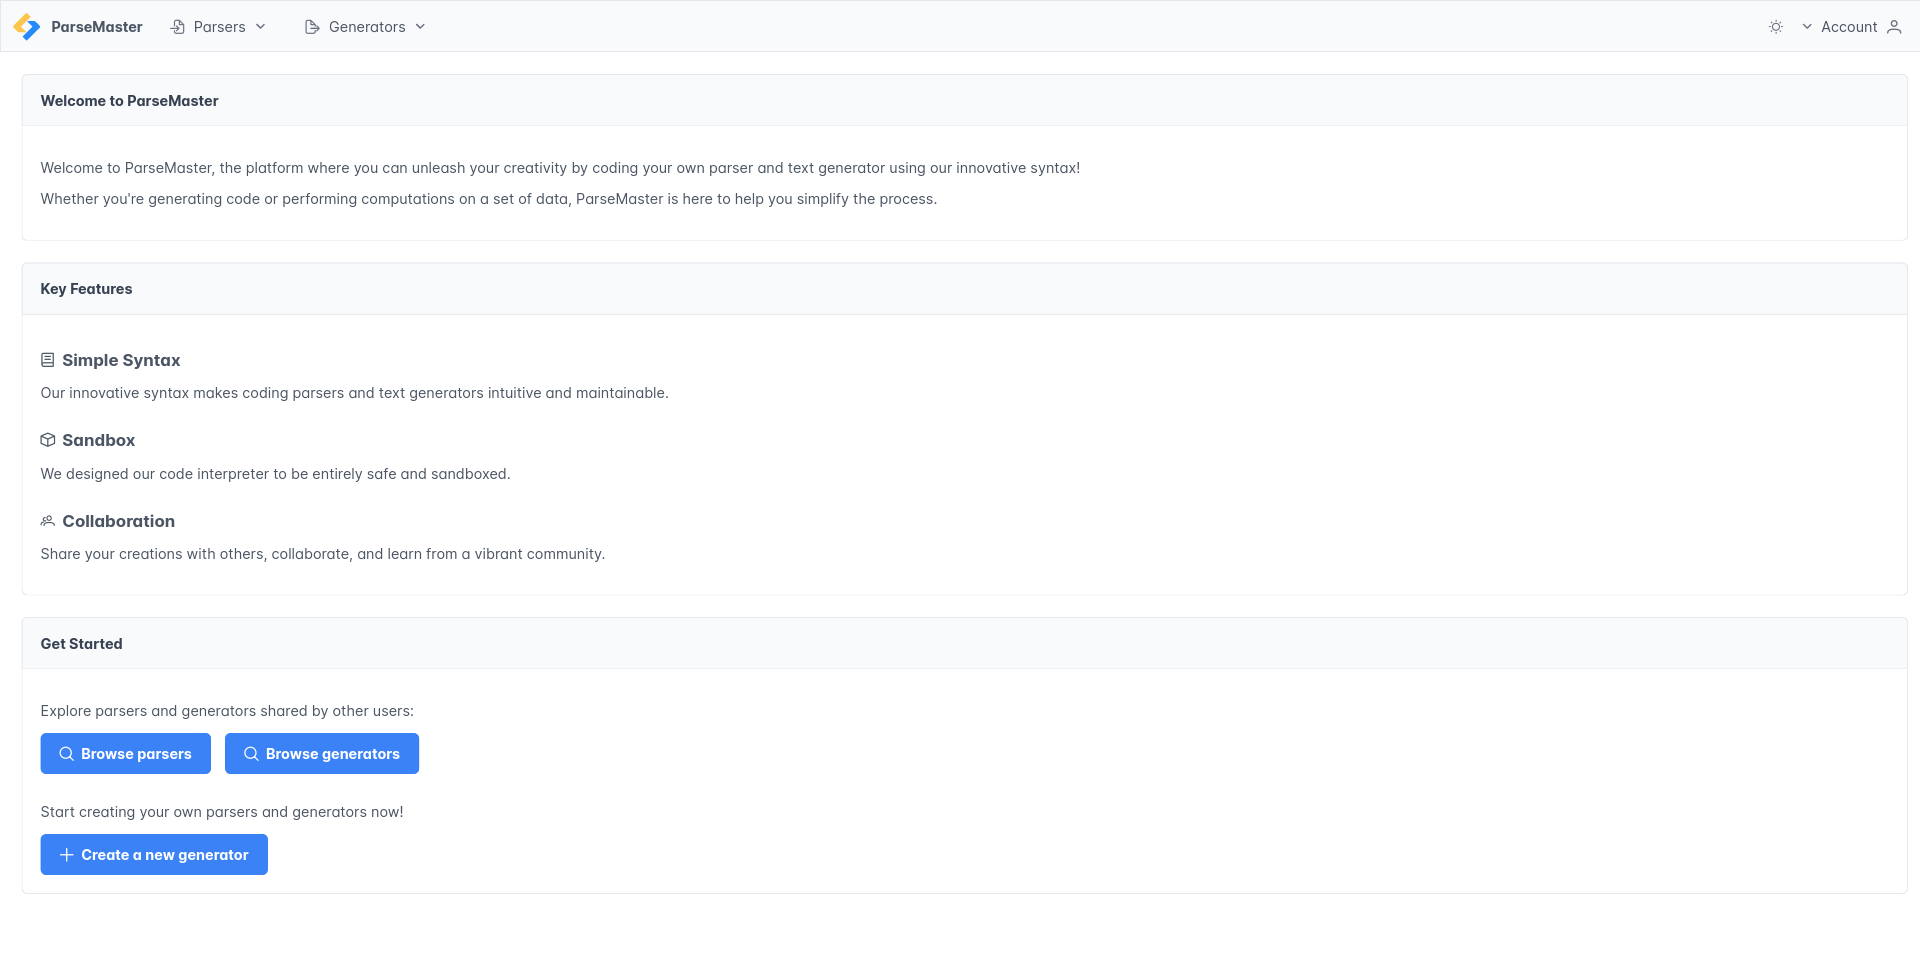 ParseMaster
Parsers
Generators
Account
Welcome to ParseMaster
Welcome to ParseMaster, the platform where you can unleash your creativity by coding your own parser and text generator using our innovative syntax!
Whether you're generating code or performing computations on a set of data, ParseMaster is here to help you simplify the process.
Key Features
Simple Syntax
Our innovative syntax makes coding parsers and text generators intuitive and maintainable.
Sandbox
We designed our code interpreter to be entirely safe and sandboxed.
Collaboration
Share your creations with others, collaborate, and learn from a vibrant community.
Get Started
Explore parsers and generators shared by other users:
Browse parsers
Browse generators
Start creating your own parsers and generators now!
Create a new generator